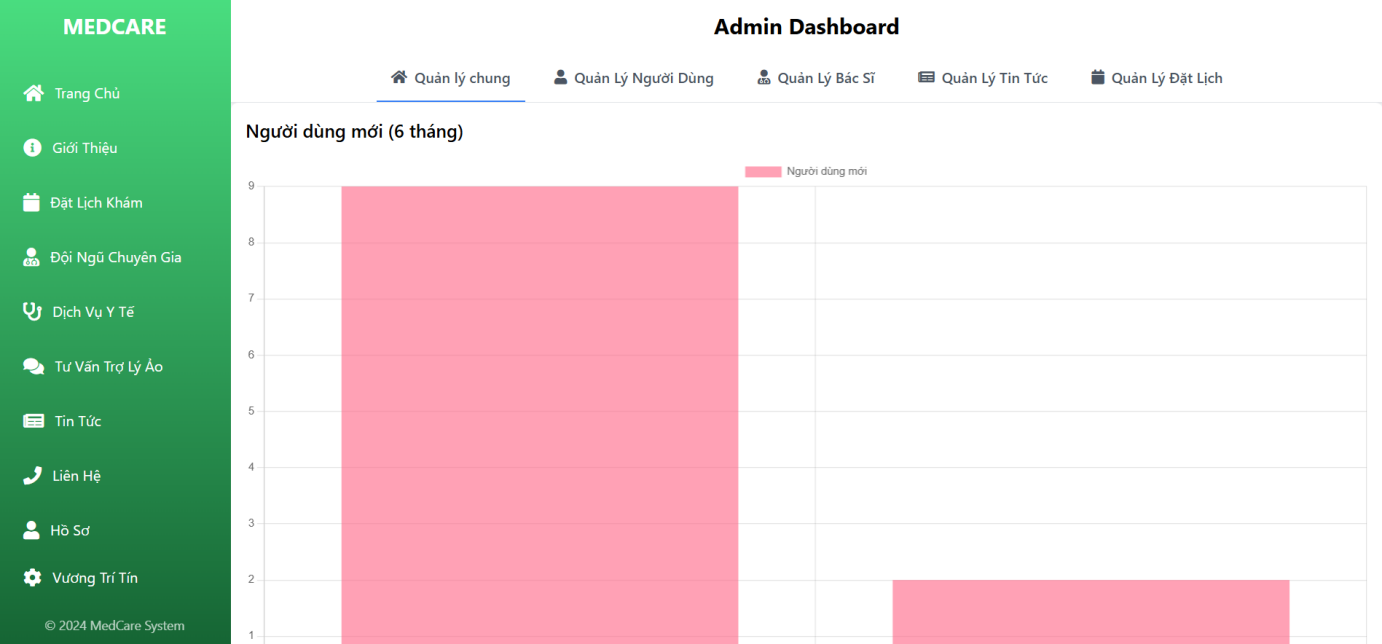 MEDCARE
Trang Chủ
Giới Thiệu
Đặt Lịch Khám
Đội Ngũ Chuyên Gia
Dịch Vụ Y Tế
Tư Vấn Trợ Lý Ảo
Tin Tức
Liên Hệ
Hồ Sơ
Vương Trí Tín
© 2024 MedCare System
Admin Dashboard
Quản lý chung
Quản Lý Người Dùng
Quản Lý Bác Sĩ
Quản Lý Tin Tức
Quản Lý Đặt Lịch
Người dùng mới (6 tháng)
Người dùng mới
9
8
7
6
5
4
3
2
1